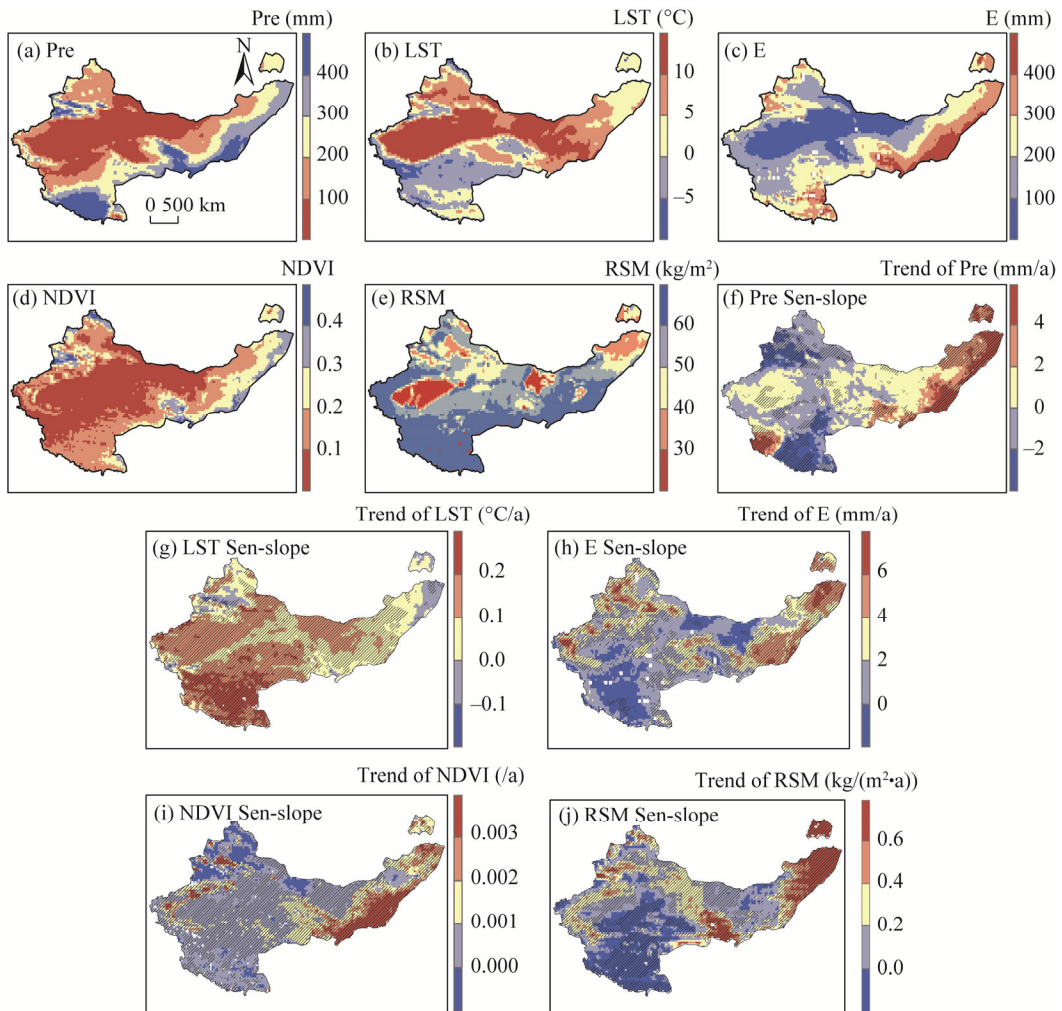 Pre (mm)
(a) Pre
N
400
300
200
100
0 500 km
LST (°C)
(b) LST
10
5
0
−5
E (mm)
(c) E
400
300
200
100
NDVI
(d) NDVI
0.4
0.3
0.2
0.1
RSM (kg/m²)
(e) RSM
60
50
40
30
Trend of Pre (mm/a)
(f) Pre Sen-slope
4
2
0
−2
Trend of LST (°C/a)
(g) LST Sen-slope
0.2
0.1
0.0
−0.1
Trend of E (mm/a)
(h) E Sen-slope
6
4
2
0
Trend of NDVI (/a)
(i) NDVI Sen-slope
0.003
0.002
0.001
0.000
Trend of RSM (kg/(m²•a))
(j) RSM Sen-slope
0.6
0.4
0.2
0.0